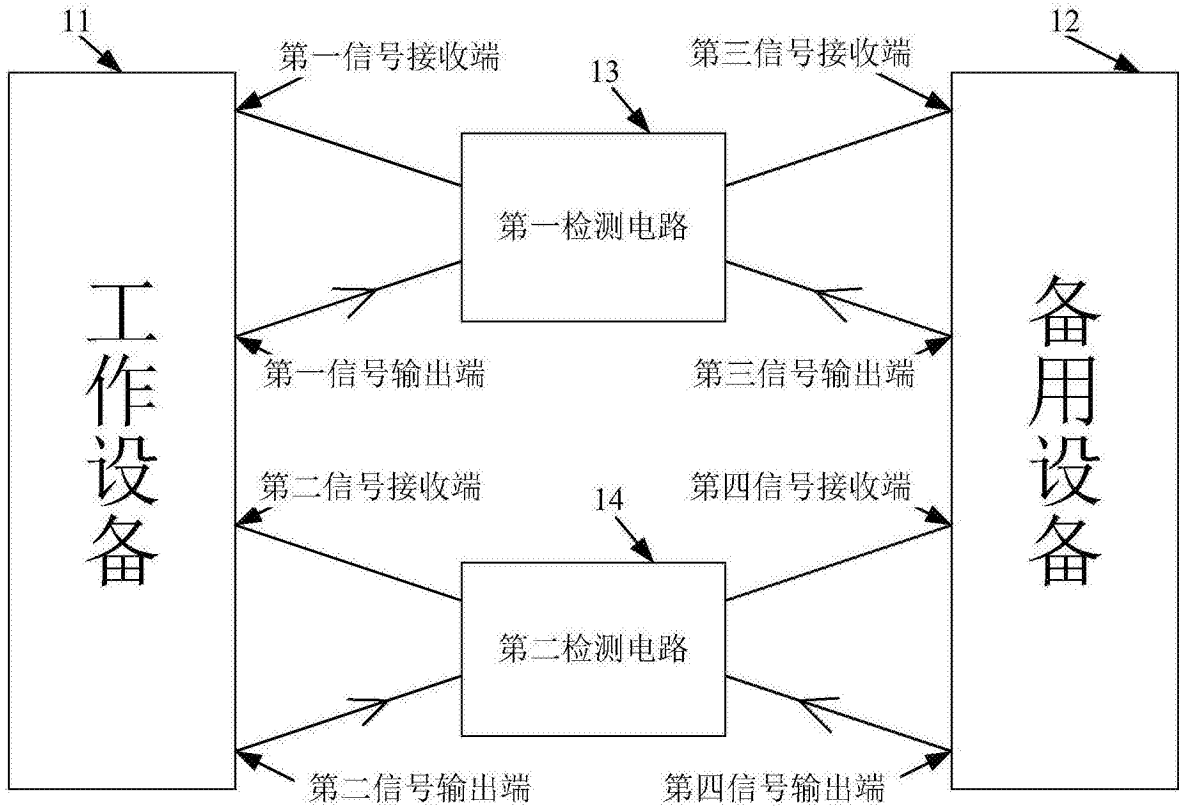 11
12
第一信号接收端
第三信号接收端
13
第一检测电路
工作设备
备用设备
第一信号输出端
第三信号输出端
第二信号接收端
第四信号接收端
14
第二检测电路
第二信号输出端
第四信号输出端